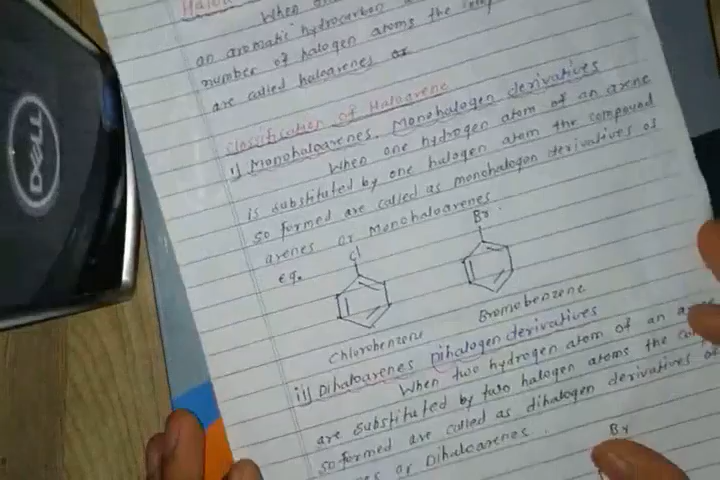 DELL
When
an aromatic hydrocarbon
number of halogen atoms the
are called haloarenes or
Classification of Haloarene
i) Monohaloarenes. Monohalogen derivatives
When one hydrogen atom of an arene
is substituted by one halogen atom the compound
so formed are called as monohalogen derivatives of
arenes or Monohaloarenes.
eg.
Cl
Br
Chlorobenzene
Bromobenzene
ii) Dihaloarenes Dihalogen derivatives
When two hydrogen atom of an
are substituted by two halogen atoms the
so formed are called as dihalogen derivatives of
or Dihaloarenes.
Br